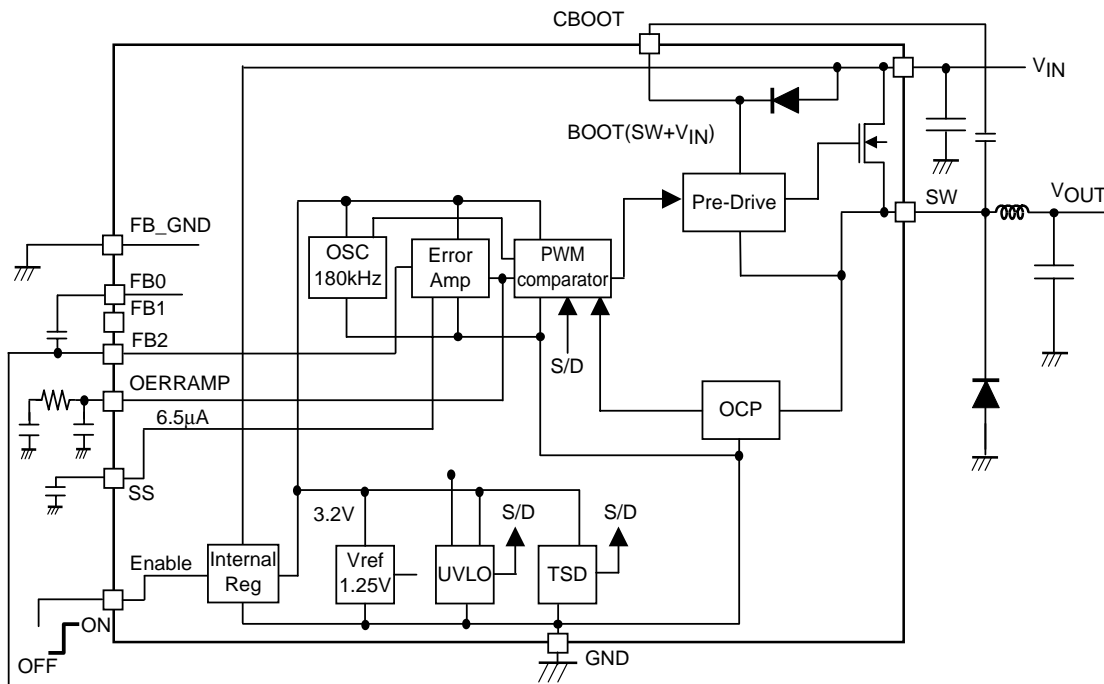 CBOOT
VIN
BOOT(SW+VIN)
SW
VOUT
Pre-Drive
FB_GND
OSC
180kHz
Error
Amp
PWM
comparator
FB0
FB1
FB2
S/D
OERRAMP
OCP
6.5μA
SS
3.2V
S/D
S/D
Enable
Internal
Reg
Vref
1.25V
UVLO
TSD
ON
OFF
GND